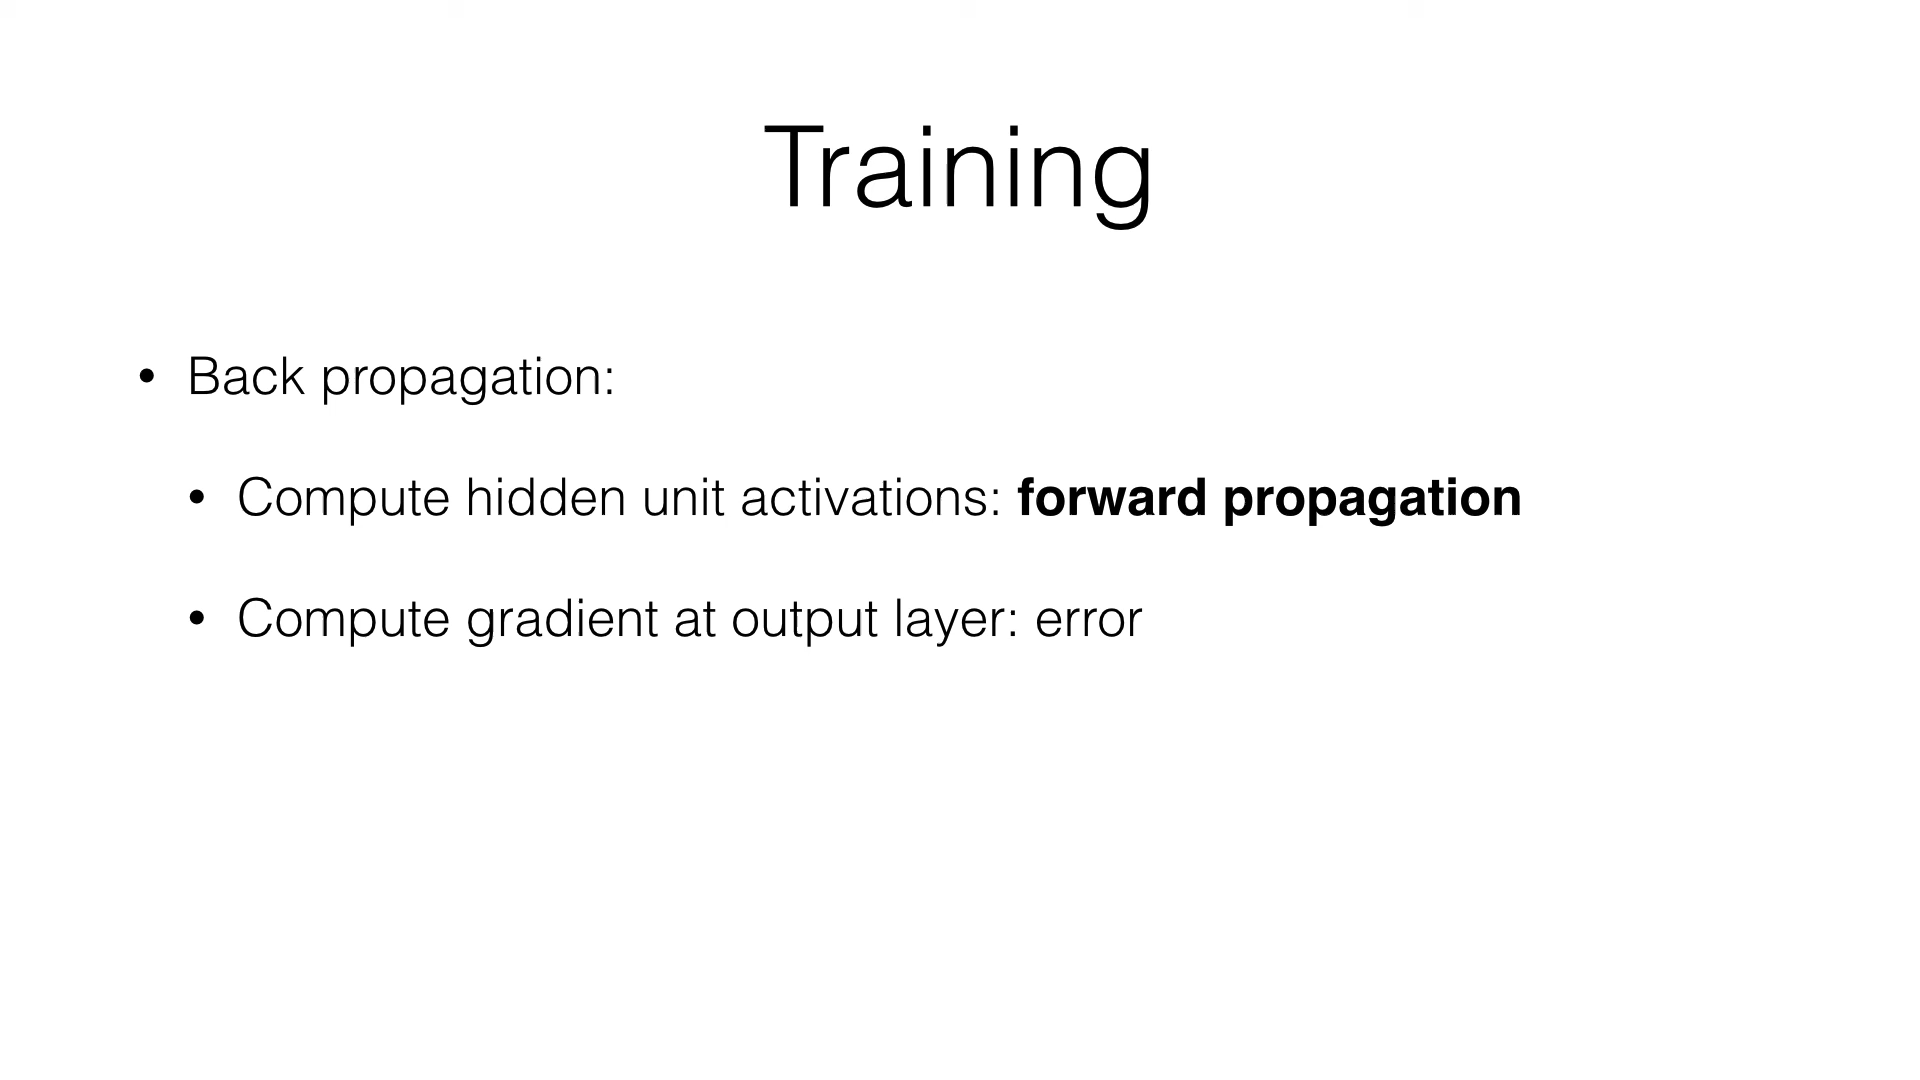 Training
• Back propagation:
• Compute hidden unit activations: forward propagation
• Compute gradient at output layer: error